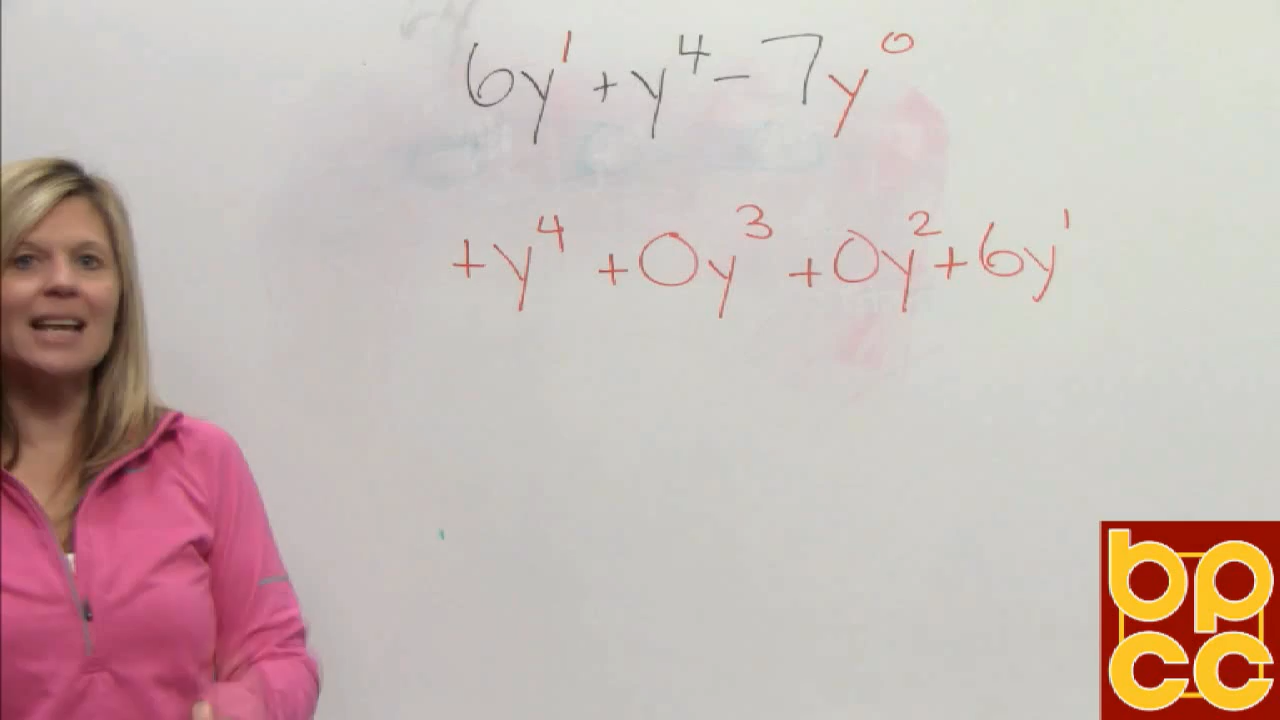 6y¹ + y⁴ - 7y⁰
+y⁴ + 0y³ + 0y² + 6y¹
bp
cc